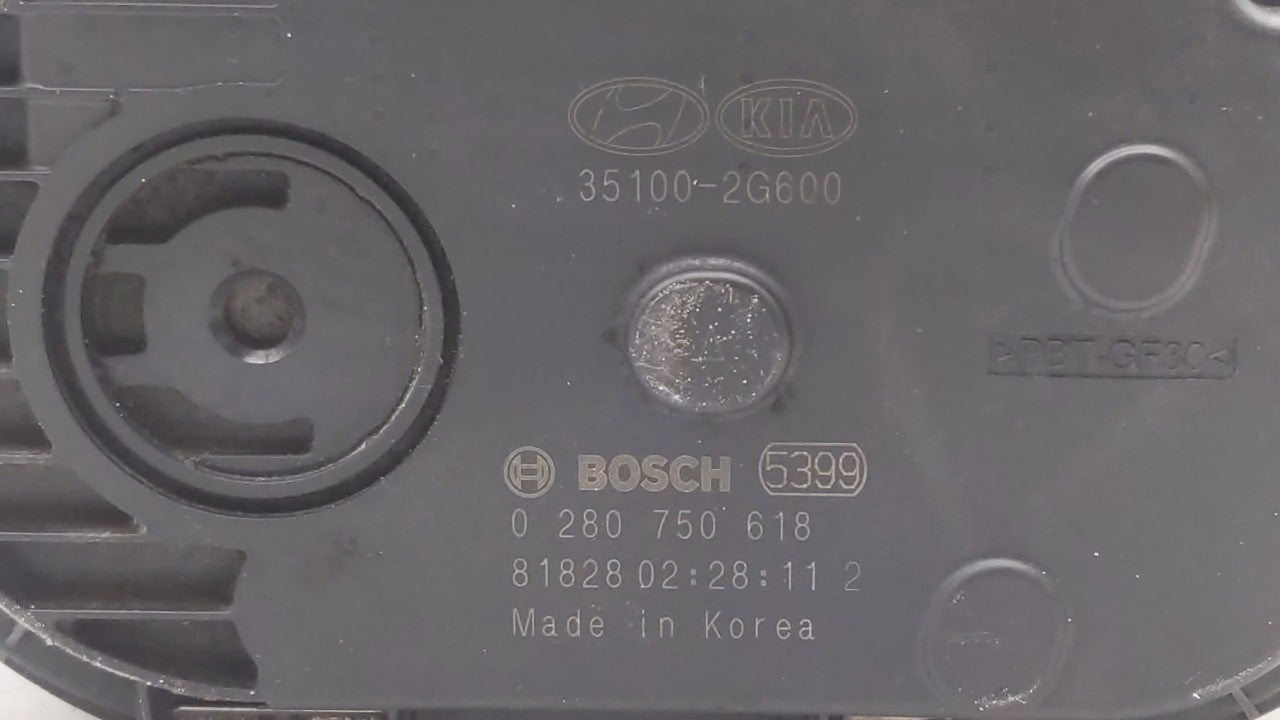 KIA
35100-2G600
>PBT-GF30<
BOSCH 5399
0 280 750 618
81828 02:28:11 2
Made in Korea